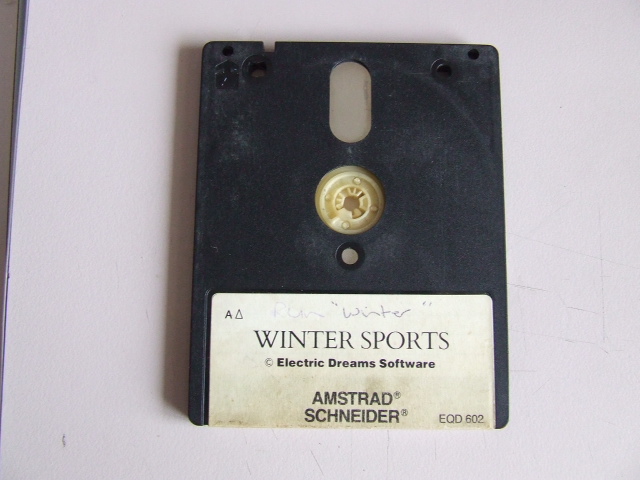 A △ Run "winter"
WINTER SPORTS
© Electric Dreams Software
AMSTRAD®
SCHNEIDER® EQD 602